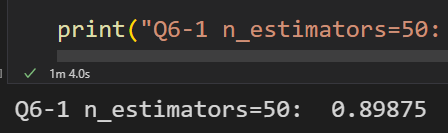 print("Q6-1 n_estimators=50:
1m 4.0s
Q6-1 n_estimators=50:  0.89875